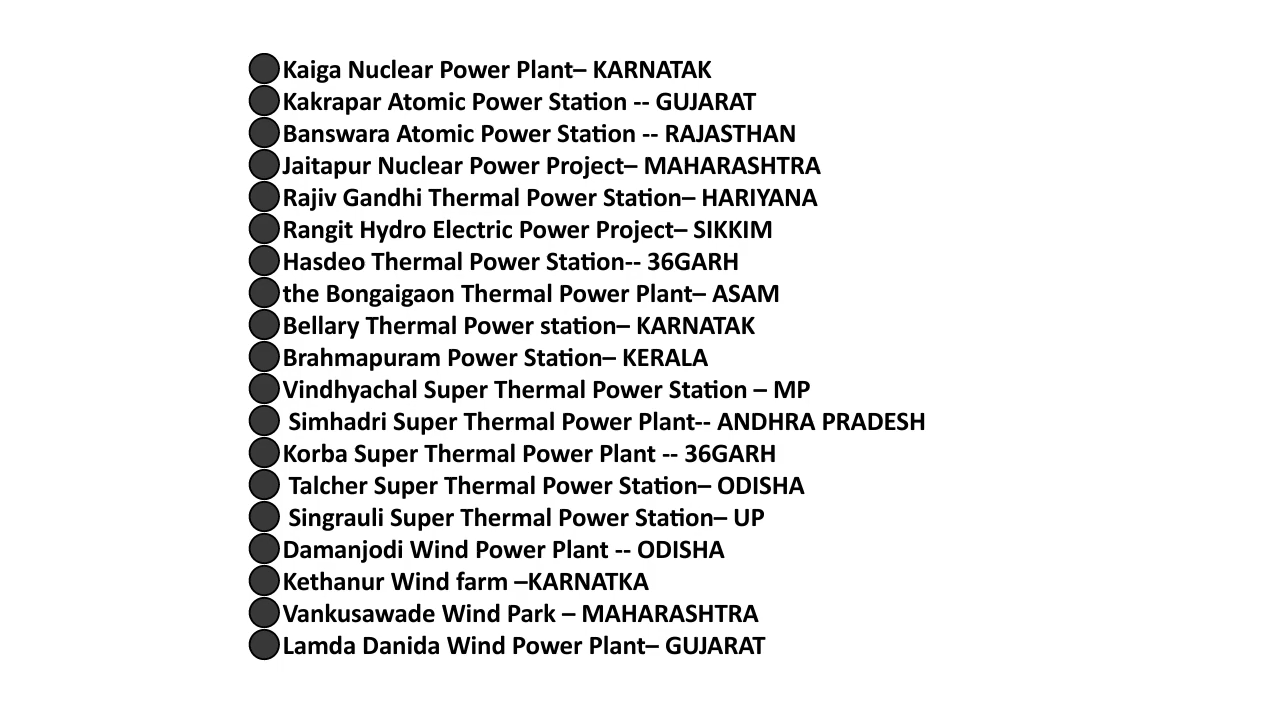 ⚫Kaiga Nuclear Power Plant– KARNATAK
⚫Kakrapar Atomic Power Station -- GUJARAT
⚫Banswara Atomic Power Station -- RAJASTHAN
⚫Jaitapur Nuclear Power Project– MAHARASHTRA
⚫Rajiv Gandhi Thermal Power Station– HARIYANA
⚫Rangit Hydro Electric Power Project– SIKKIM
⚫Hasdeo Thermal Power Station-- 36GARH
⚫the Bongaigaon Thermal Power Plant– ASAM
⚫Bellary Thermal Power station– KARNATAK
⚫Brahmapuram Power Station– KERALA
⚫Vindhyachal Super Thermal Power Station – MP
⚫ Simhadri Super Thermal Power Plant-- ANDHRA PRADESH
⚫Korba Super Thermal Power Plant -- 36GARH
⚫ Talcher Super Thermal Power Station– ODISHA
⚫ Singrauli Super Thermal Power Station– UP
⚫Damanjodi Wind Power Plant -- ODISHA
⚫Kethanur Wind farm –KARNATKA
⚫Vankusawade Wind Park – MAHARASHTRA
⚫Lamda Danida Wind Power Plant– GUJARAT